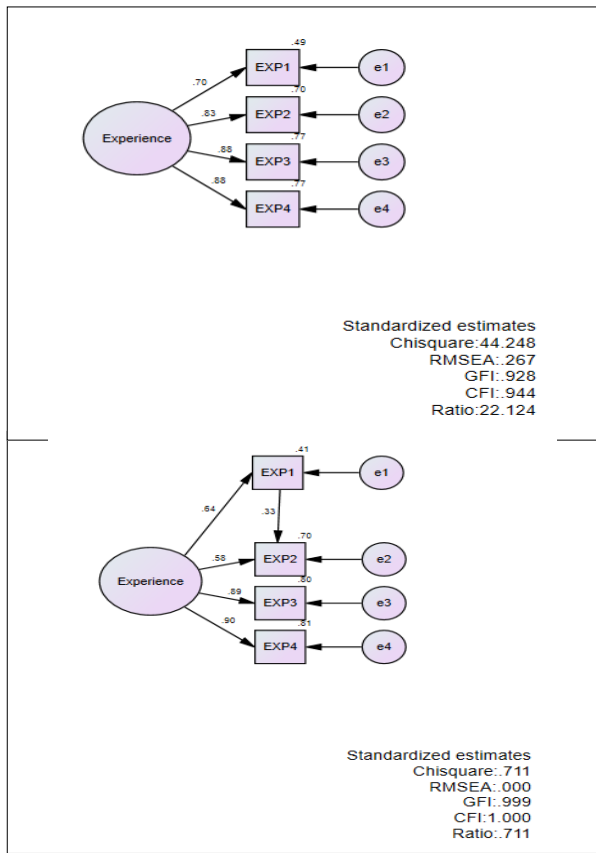 .49
EXP1
e1
.70
.70
EXP2
e2
.83
Experience
.77
EXP3
e3
.88
.77
EXP4
e4
.88
Standardized estimates
Chisquare:44.248
RMSEA:.267
GFI:.928
CFI:.944
Ratio:22.124
.41
EXP1
e1
.64
.33
.70
EXP2
e2
.58
Experience
.80
EXP3
e3
.89
.81
EXP4
e4
.90
Standardized estimates
Chisquare:.711
RMSEA:.000
GFI:.999
CFI:1.000
Ratio:.711